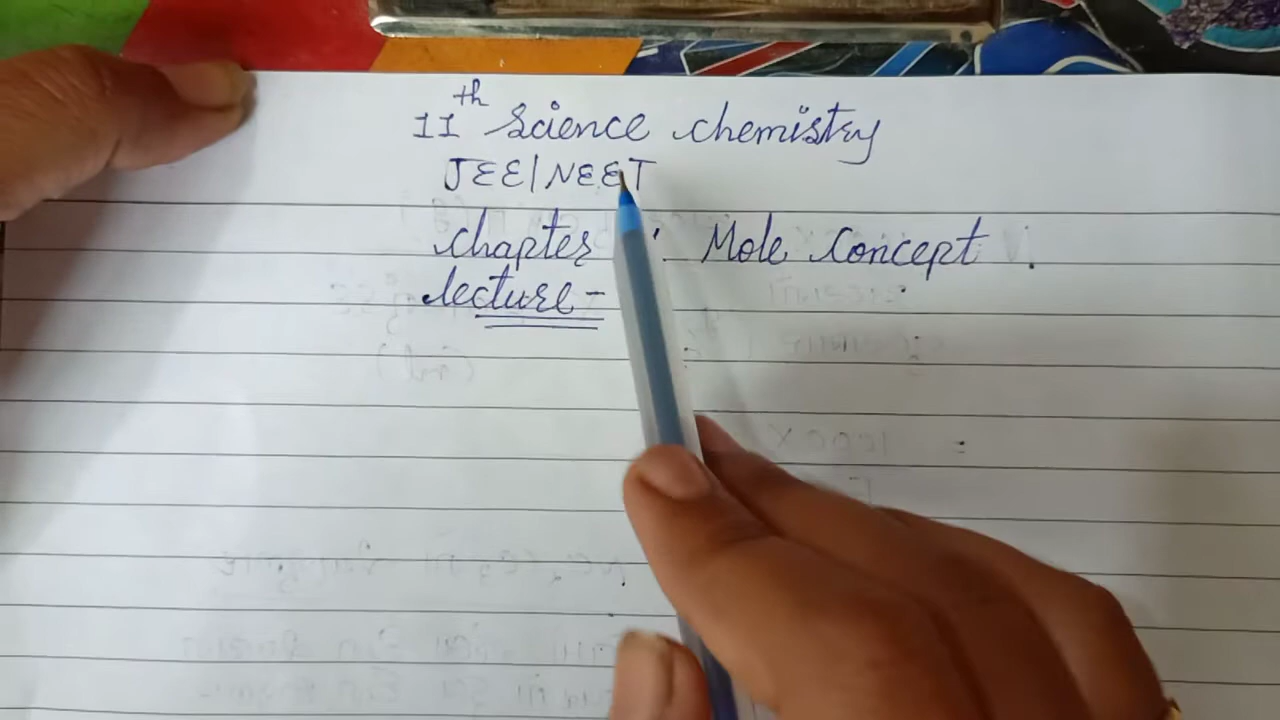 11th Science chemistry
JEE|NEET
Chapter : Mole Concept .
lecture -